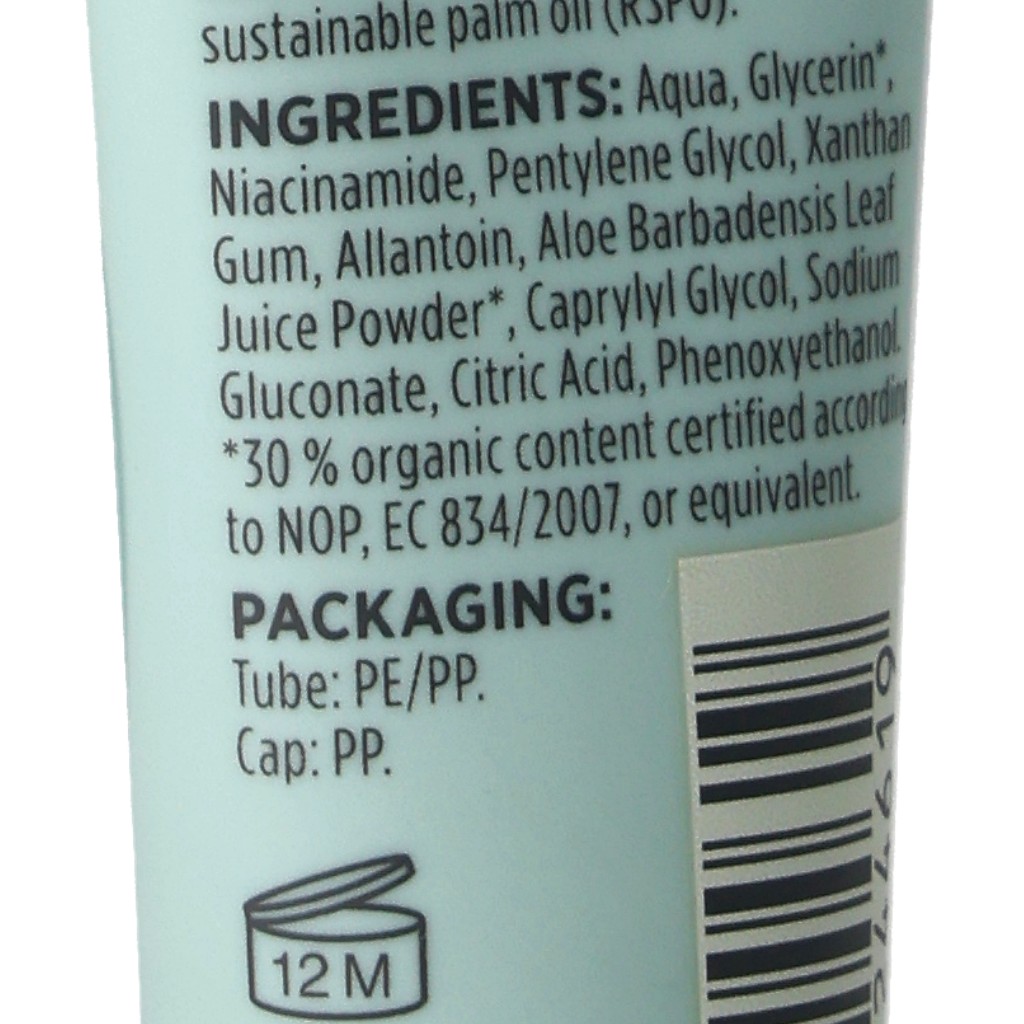 sustainable palm oil (RSPO).
INGREDIENTS: Aqua, Glycerin*,
Niacinamide, Pentylene Glycol, Xanthan
Gum, Allantoin, Aloe Barbadensis Leaf
Juice Powder*, Caprylyl Glycol, Sodium
Gluconate, Citric Acid, Phenoxyethanol.
*30 % organic content certified according
to NOP, EC 834/2007, or equivalent.
PACKAGING:
Tube: PE/PP.
Cap: PP.
12 M